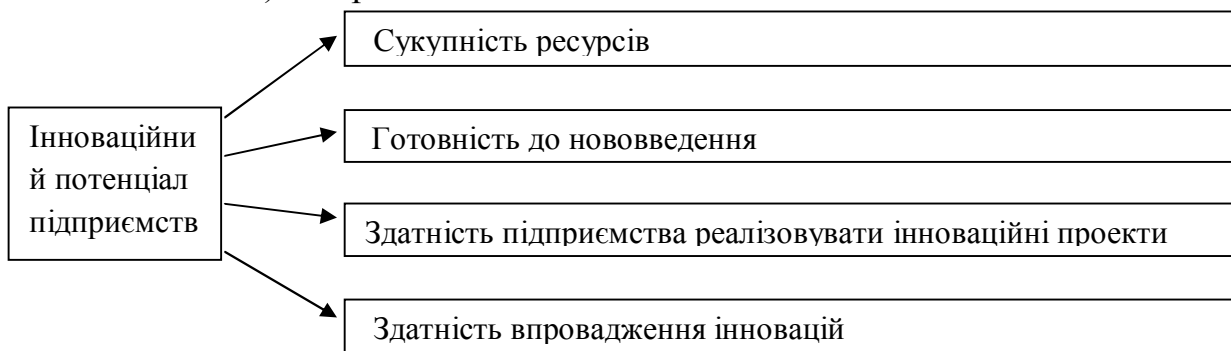 Сукупність ресурсів
Інноваційни
й потенціал
підприємств
Готовність до нововведення
Здатність підприємства реалізовувати інноваційні проекти
Здатність впровадження інновацій